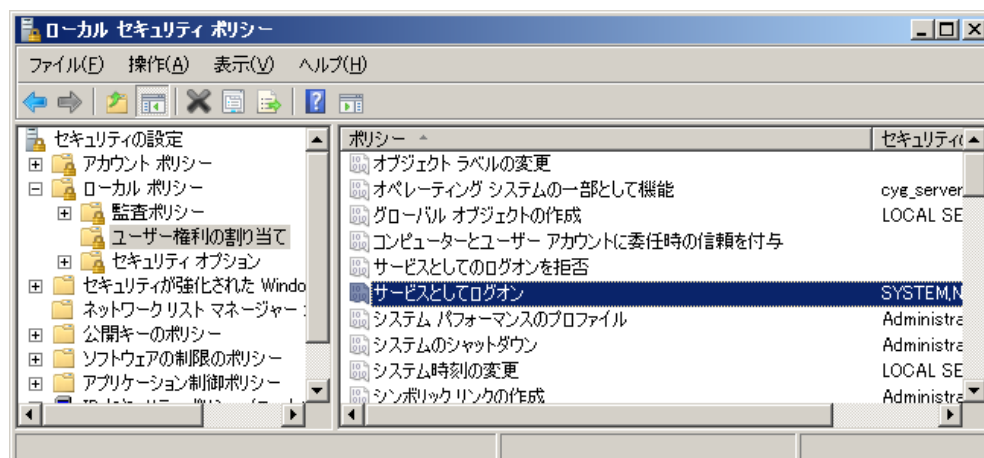 ローカル セキュリティ ポリシー
ファイル(F) 操作(A) 表示(V) ヘルプ(H)
セキュリティの設定
アカウント ポリシー
ローカル ポリシー
監査ポリシー
ユーザー権利の割り当て
セキュリティ オプション
セキュリティが強化された Windo
ネットワーク リスト マネージャー
公開キーのポリシー
ソフトウェアの制限のポリシー
アプリケーション制御ポリシー
ポリシー セキュリティの
オブジェクト ラベルの変更
オペレーティング システムの一部として機能 cyg_server
グローバル オブジェクトの作成 LOCAL SE
コンピューターとユーザー アカウントに委任時の信頼を付与
サービスとしてのログオンを拒否
サービスとしてログオン SYSTEM,N
システム パフォーマンスのプロファイル Administra
システムのシャットダウン Administra
システム時刻の変更 LOCAL SE
シンボリック リンクの作成 Administra